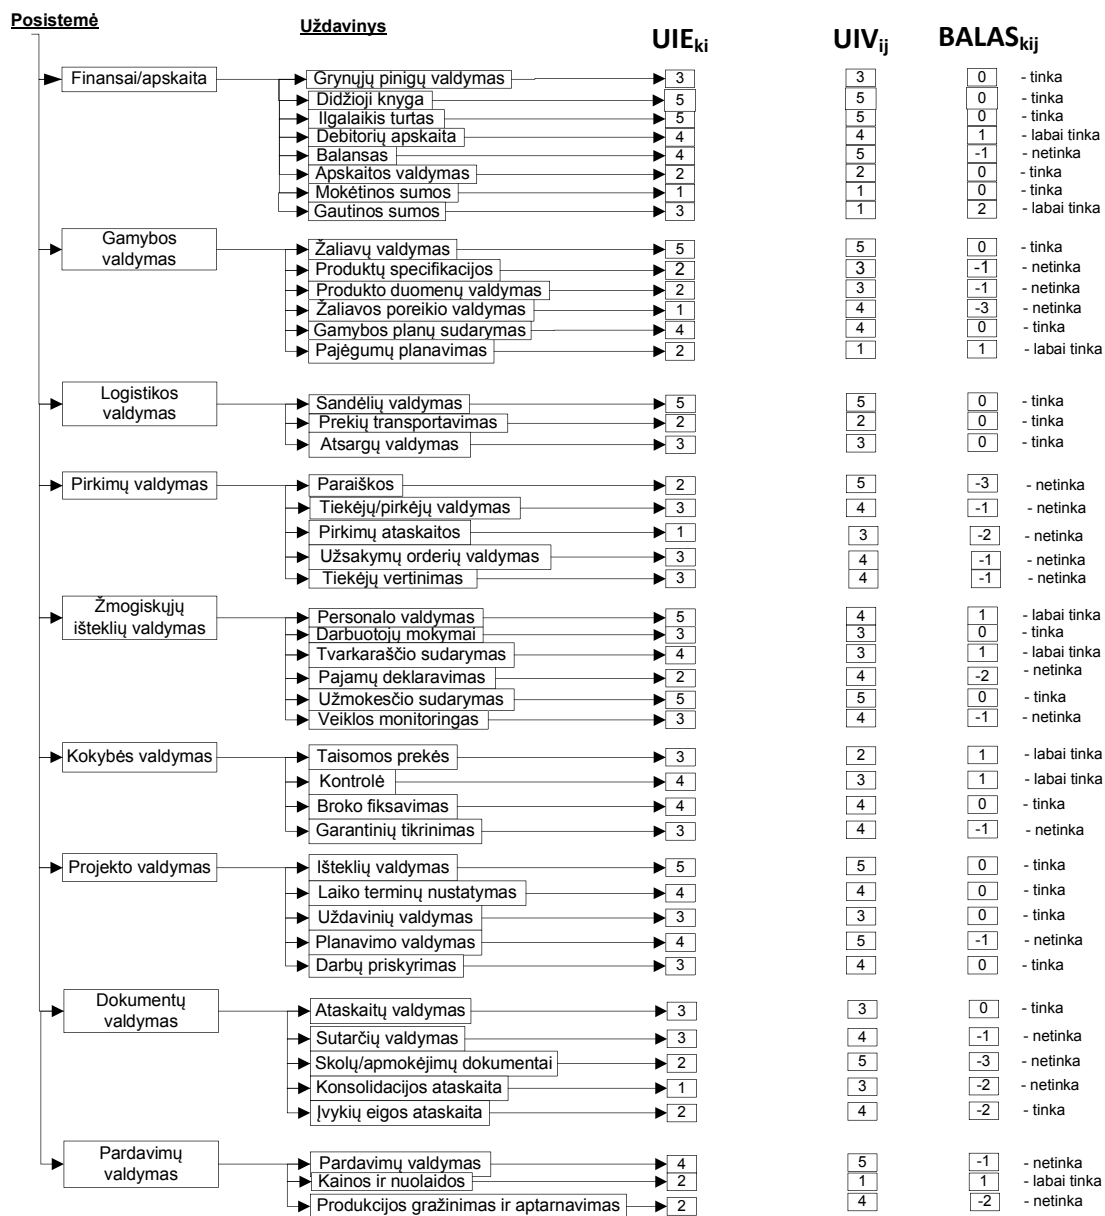 Posistemė Uždavinys UIEki UIVij BALASkij
Finansai/apskaita Grynųjų pinigų valdymas 3 3 0 - tinka
Didžioji knyga 5 5 0 - tinka
Ilgalaikis turtas 5 5 0 - tinka
Debitorių apskaita 4 4 1 - labai tinka
Balansas 4 5 -1 - netinka
Apskaitos valdymas 2 2 0 - tinka
Mokėtinos sumos 1 1 0 - tinka
Gautinos sumos 3 1 2 - labai tinka
Gamybos
valdymas
Žaliavų valdymas 5 5 0 - tinka
Produktų specifikacijos 2 3 -1 - netinka
Produkto duomenų valdymas 2 3 -1 - netinka
Žaliavos poreikio valdymas 1 4 -3 - netinka
Gamybos planų sudarymas 4 4 0 - tinka
Pajėgumų planavimas 2 1 1 - labai tinka
Logistikos
valdymas
Sandėlių valdymas 5 5 0 - tinka
Prekių transportavimas 2 2 0 - tinka
Atsargų valdymas 3 3 0 - tinka
Pirkimų valdymas Paraiškos 2 5 -3 - netinka
Tiekėjų/pirkėjų valdymas 3 4 -1 - netinka
Pirkimų ataskaitos 1 3 -2 - netinka
Užsakymų orderių valdymas 3 4 -1 - netinka
Tiekėjų vertinimas 3 4 -1 - netinka
Žmogiskųjų
išteklių valdymas
Personalo valdymas 5 4 1 - labai tinka
Darbuotojų mokymai 3 3 0 - tinka
Tvarkaraščio sudarymas 4 3 1 - labai tinka
Pajamų deklaravimas 2 4 -2 - netinka
Užmokesčio sudarymas 5 5 0 - tinka
Veiklos monitoringas 3 4 -1 - netinka
Kokybės valdymas Taisomos prekės 3 2 1 - labai tinka
Kontrolė 4 3 1 - labai tinka
Broko fiksavimas 4 4 0 - tinka
Garantinių tikrinimas 3 4 -1 - netinka
Projekto valdymas Išteklių valdymas 5 5 0 - tinka
Laiko terminų nustatymas 4 4 0 - tinka
Uždavinių valdymas 3 3 0 - tinka
Planavimo valdymas 4 5 -1 - netinka
Darbų priskyrimas 3 4 0 - tinka
Dokumentų
valdymas
Ataskaitų valdymas 3 3 0 - tinka
Sutarčių valdymas 3 4 -1 - netinka
Skolų/apmokėjimų dokumentai 2 5 -3 - netinka
Konsolidacijos ataskaita 1 3 -2 - netinka
Įvykių eigos ataskaita 2 4 -2 - tinka
Pardavimų
valdymas
Pardavimų valdymas 4 5 -1 - netinka
Kainos ir nuolaidos 2 1 1 - labai tinka
Produkcijos gražinimas ir aptarnavimas 2 4 -2 - netinka